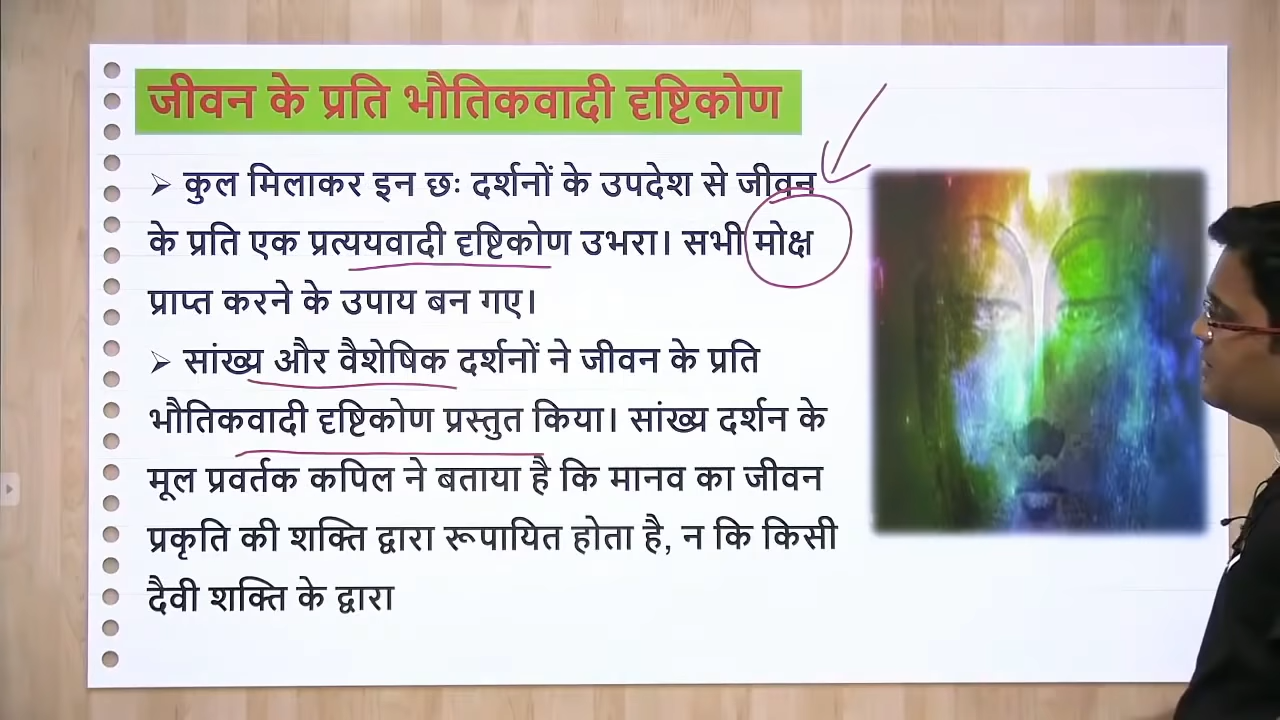 जीवन के प्रति भौतिकवादी दृष्टिकोण
➢ कुल मिलाकर इन छः दर्शनों के उपदेश से जीवन
के प्रति एक प्रत्ययवादी दृष्टिकोण उभरा। सभी मोक्ष
प्राप्त करने के उपाय बन गए।
➢ सांख्य और वैशेषिक दर्शनों ने जीवन के प्रति
भौतिकवादी दृष्टिकोण प्रस्तुत किया। सांख्य दर्शन के
मूल प्रवर्तक कपिल ने बताया है कि मानव का जीवन
प्रकृति की शक्ति द्वारा रूपायित होता है, न कि किसी
दैवी शक्ति के द्वारा